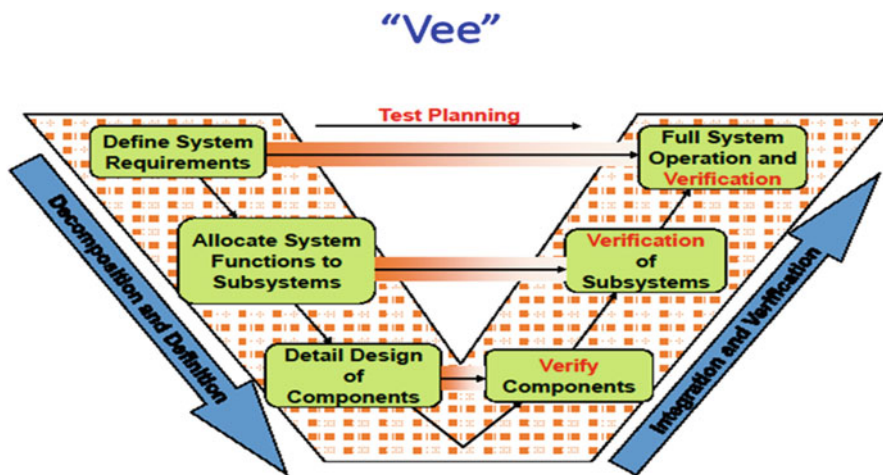 “Vee”
Test Planning
Define System
Requirements
Full System
Operation and
Verification
Allocate System
Functions to
Subsystems
Verification
of
Subsystems
Detail Design
of
Components
Verify
Components
Decomposition and Definition
Integration and Verification